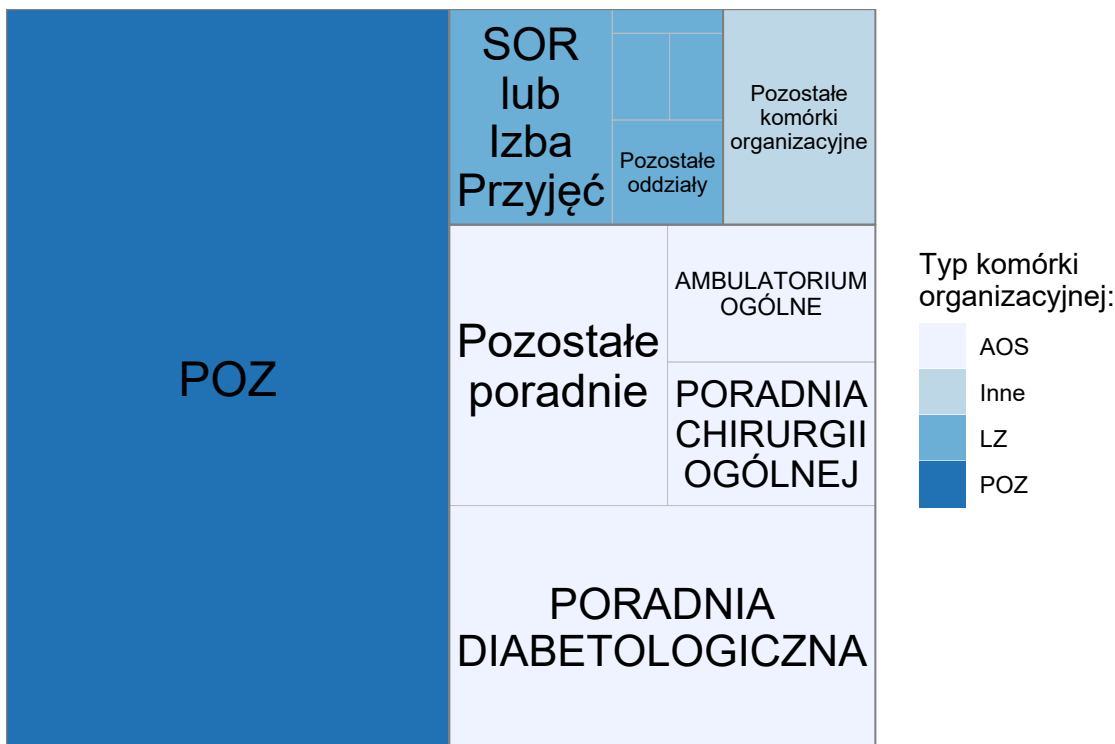 POZ
SOR
lub
Izba
Przyjęć
Pozostałe
oddziały
Pozostałe
komórki
organizacyjne
Pozostałe
poradnie
AMBULATORIUM
OGÓLNE
PORADNIA
CHIRURGII
OGÓLNEJ
PORADNIA
DIABETOLOGICZNA
Typ komórki
organizacyjnej:
AOS
Inne
LZ
POZ